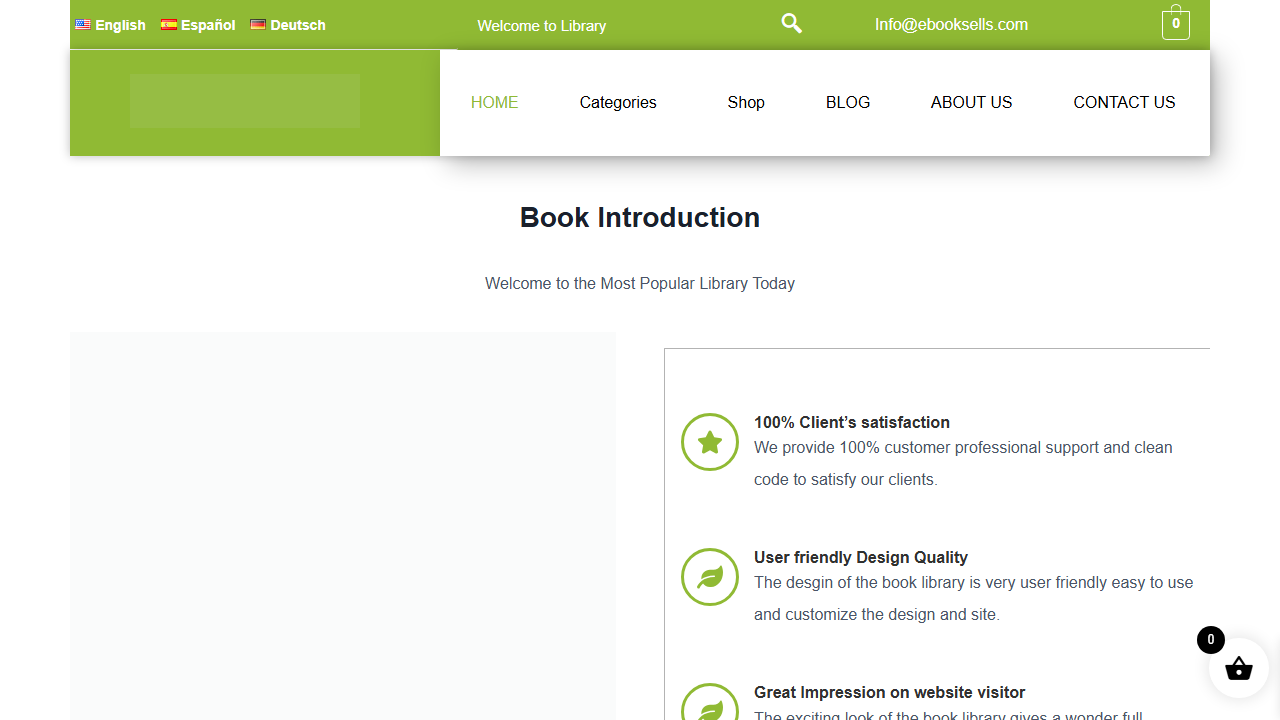 English Español Deutsch Welcome to Library Info@ebooksells.com 0
HOME Categories Shop BLOG ABOUT US CONTACT US
Book Introduction
Welcome to the Most Popular Library Today
100% Client’s satisfaction
We provide 100% customer professional support and clean
code to satisfy our clients.
User friendly Design Quality
The desgin of the book library is very user friendly easy to use
and customize the design and site.
0
Great Impression on website visitor
The exciting look of the book library gives a wonder full